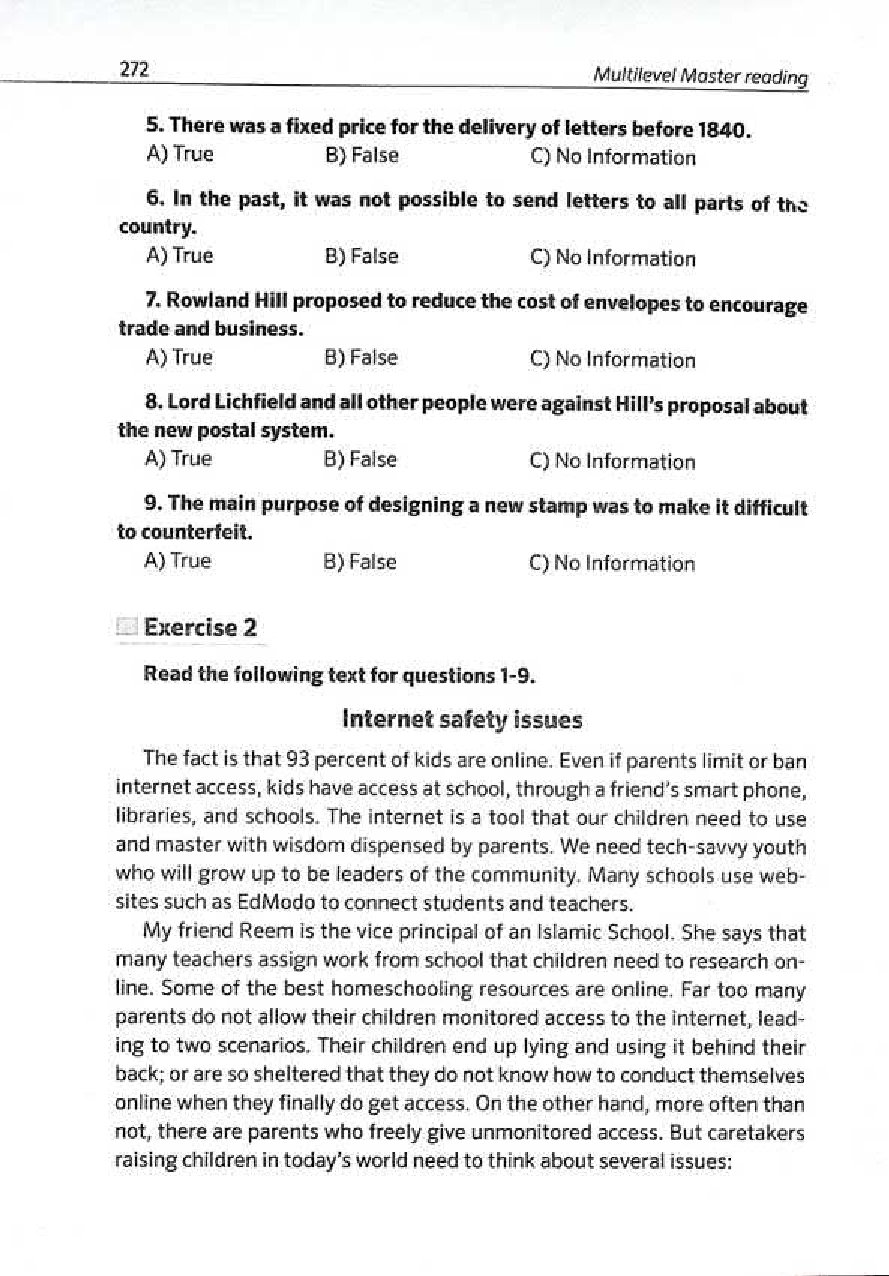 272
Multilevel Master reading
5. There was a fixed price for the delivery of letters before 1840.
A) True B) False C) No Information
6. In the past, it was not possible to send letters to all parts of the
country.
A) True B) False C) No Information
7. Rowland Hill proposed to reduce the cost of envelopes to encourage
trade and business.
A) True B) False C) No Information
8. Lord Lichfield and all other people were against Hill's proposal about
the new postal system.
A) True B) False C) No Information
9. The main purpose of designing a new stamp was to make it difficult
to counterfeit.
A) True B) False C) No Information
Exercise 2
Read the following text for questions 1-9.
Internet safety issues
The fact is that 93 percent of kids are online. Even if parents limit or ban
internet access, kids have access at school, through a friend's smart phone,
libraries, and schools. The internet is a tool that our children need to use
and master with wisdom dispensed by parents. We need tech-savvy youth
who will grow up to be leaders of the community. Many schools use web-
sites such as EdModo to connect students and teachers.
My friend Reem is the vice principal of an Islamic School. She says that
many teachers assign work from school that children need to research on-
line. Some of the best homeschooling resources are online. Far too many
parents do not allow their children monitored access to the internet, lead-
ing to two scenarios. Their children end up lying and using it behind their
back; or are so sheltered that they do not know how to conduct themselves
online when they finally do get access. On the other hand, more often than
not, there are parents who freely give unmonitored access. But caretakers
raising children in today's world need to think about several issues: